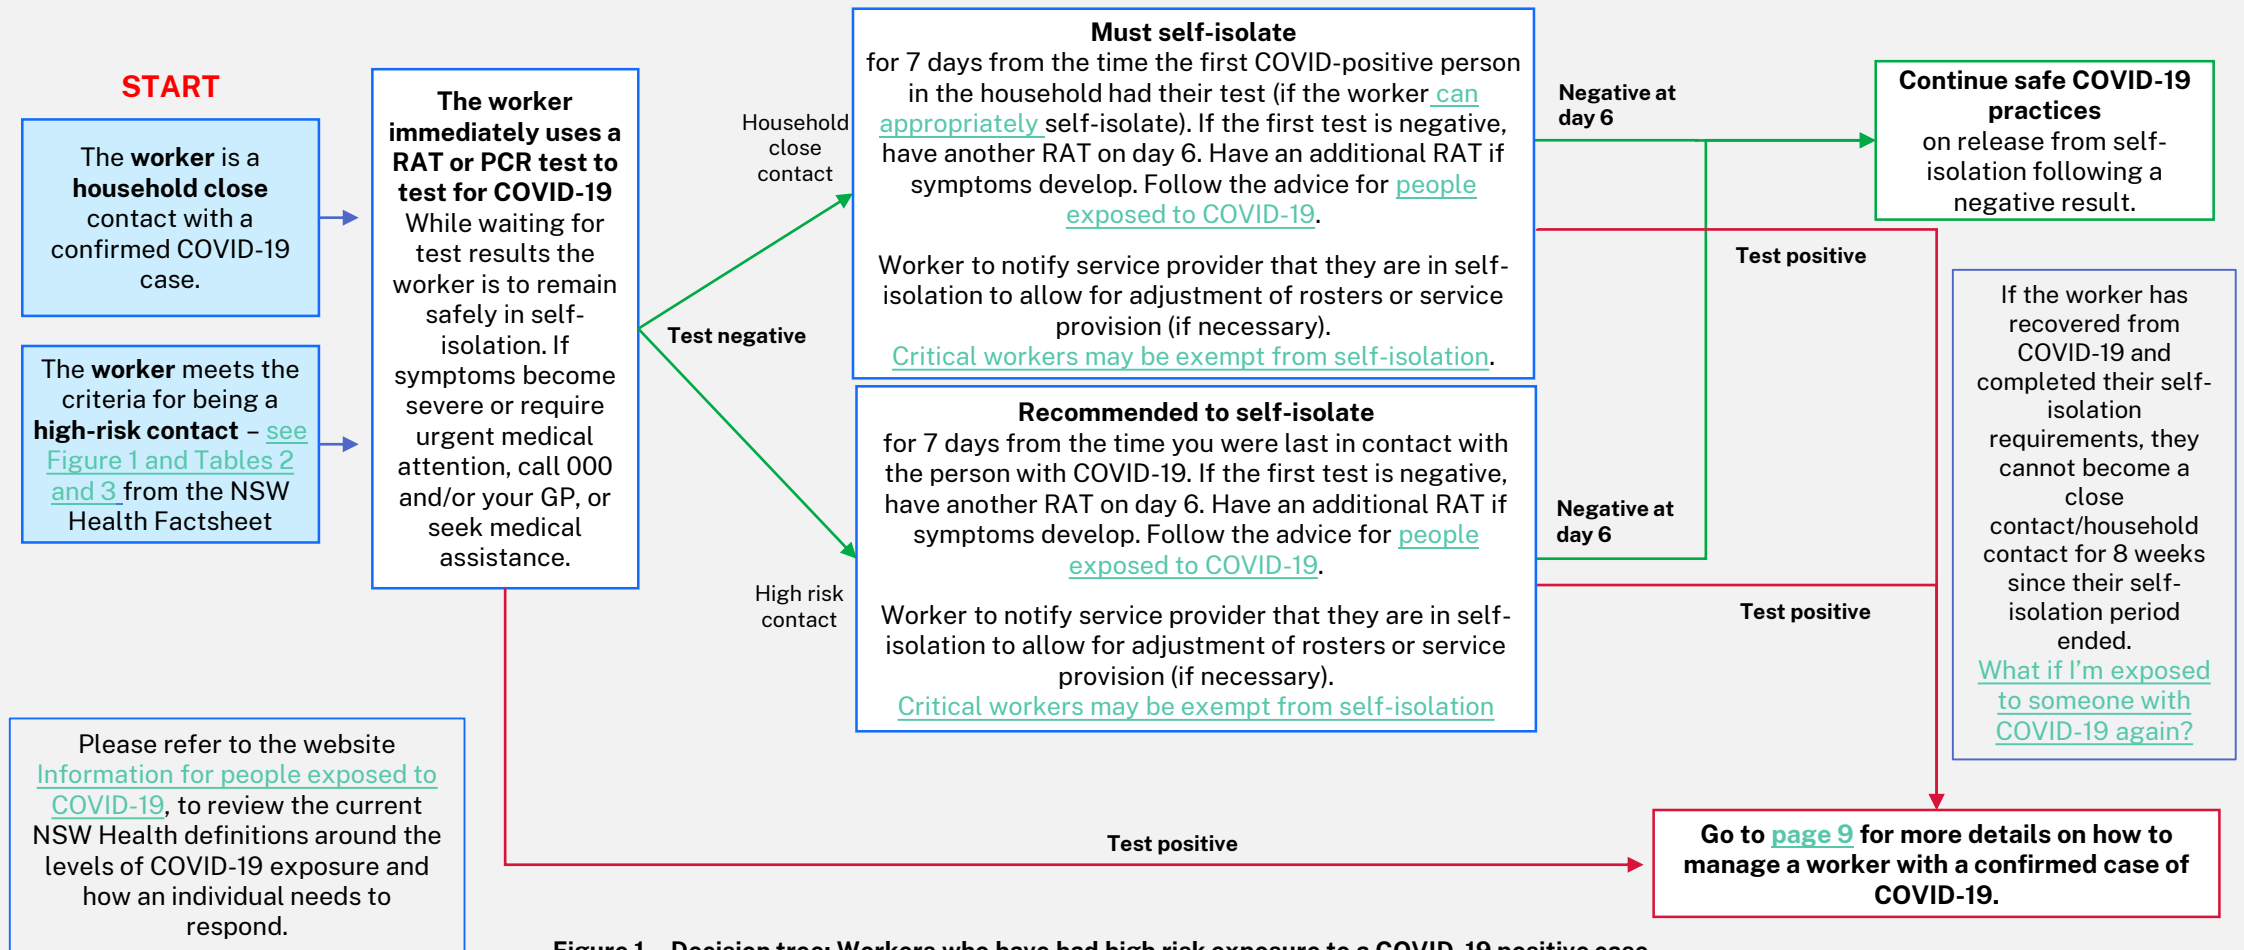 START
The worker is a
household close
contact with a
confirmed COVID-19
case.
The worker meets the
criteria for being a
high-risk contact – see
Figure 1 and Tables 2
and 3 from the NSW
Health Factsheet
The worker
immediately uses a
RAT or PCR test to
test for COVID-19
While waiting for
test results the
worker is to remain
safely in self-
isolation. If
symptoms become
severe or require
urgent medical
attention, call 000
and/or your GP, or
seek medical
assistance.
Test negative
Household
close
contact
High risk
contact
Must self-isolate
for 7 days from the time the first COVID-positive person
in the household had their test (if the worker can
appropriately self-isolate). If the first test is negative,
have another RAT on day 6. Have an additional RAT if
symptoms develop. Follow the advice for people
exposed to COVID-19.
Worker to notify service provider that they are in self-
isolation to allow for adjustment of rosters or service
provision (if necessary).
Critical workers may be exempt from self-isolation.
Recommended to self-isolate
for 7 days from the time you were last in contact with
the person with COVID-19. If the first test is negative,
have another RAT on day 6. Have an additional RAT if
symptoms develop. Follow the advice for people
exposed to COVID-19.
Worker to notify service provider that they are in self-
isolation to allow for adjustment of rosters or service
provision (if necessary).
Critical workers may be exempt from self-isolation
Negative at
day 6
Test positive
Negative at
day 6
Test positive
Continue safe COVID-19
practices
on release from self-
isolation following a
negative result.
If the worker has
recovered from
COVID-19 and
completed their self-
isolation
requirements, they
cannot become a
close
contact/household
contact for 8 weeks
since their self-
isolation period
ended.
What if I'm exposed
to someone with
COVID-19 again?
Please refer to the website
Information for people exposed to
COVID-19, to review the current
NSW Health definitions around the
levels of COVID-19 exposure and
how an individual needs to
respond.
Test positive
Go to page 9 for more details on how to
manage a worker with a confirmed case of
COVID-19.
Figure 1 – Decision tree: Workers who have had high risk exposure to a COVID-19 positive case